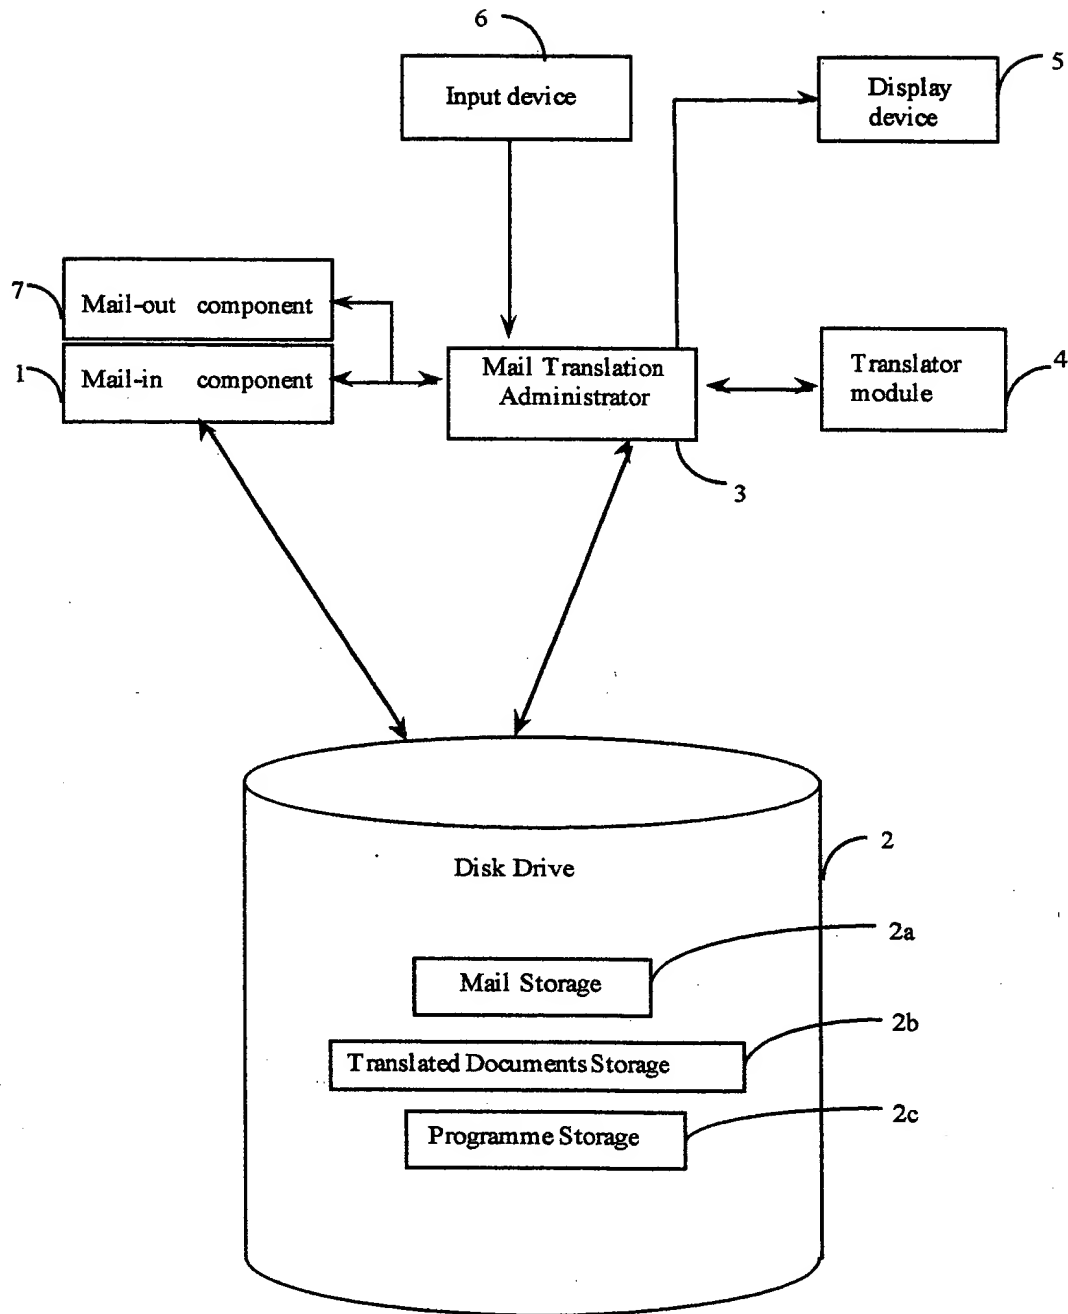 6
Input device
5
Display
device
7
Mail-out component
1
Mail-in component
Mail Translation
Administrator
3
Translator
module
4
Disk Drive
2
Mail Storage
2a
Translated Documents Storage
2b
Programme Storage
2c